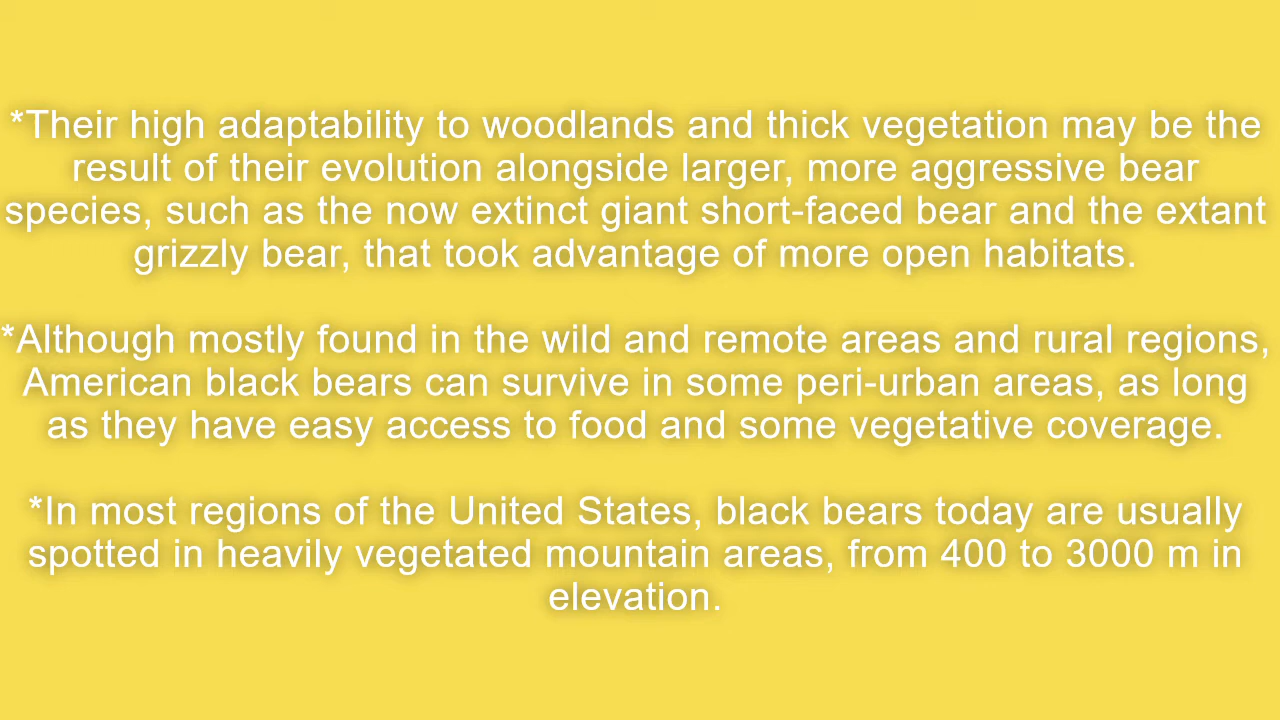 *Their high adaptability to woodlands and thick vegetation may be the
result of their evolution alongside larger, more aggressive bear
species, such as the now extinct giant short-faced bear and the extant
grizzly bear, that took advantage of more open habitats.
*Although mostly found in the wild and remote areas and rural regions,
American black bears can survive in some peri-urban areas, as long
as they have easy access to food and some vegetative coverage.
*In most regions of the United States, black bears today are usually
spotted in heavily vegetated mountain areas, from 400 to 3000 m in
elevation.